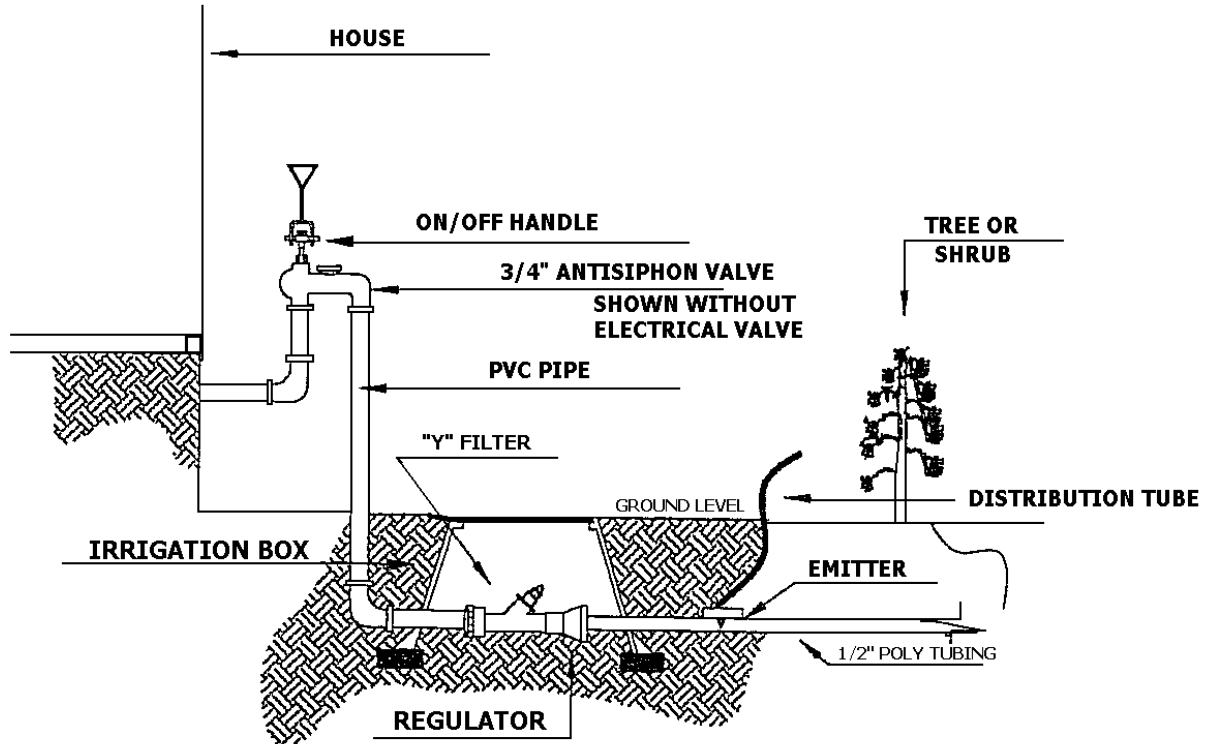 HOUSE
ON/OFF HANDLE
3/4" ANTISIPHON VALVE
SHOWN WITHOUT
ELECTRICAL VALVE
TREE OR
SHRUB
PVC PIPE
"Y" FILTER
GROUND LEVEL
DISTRIBUTION TUBE
IRRIGATION BOX
EMITTER
1/2" POLY TUBING
REGULATOR